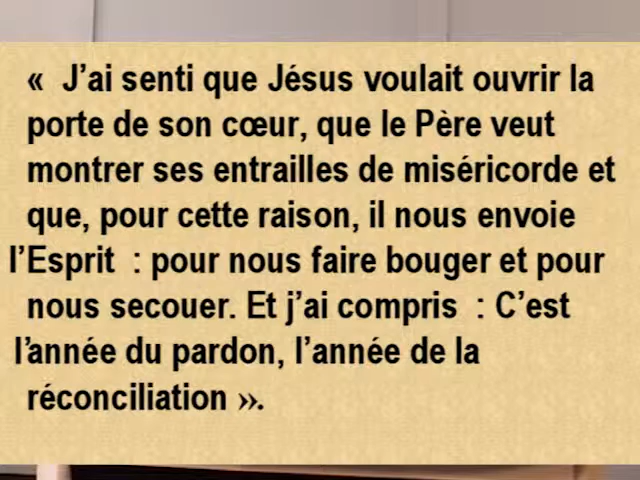 «  J’ai senti que Jésus voulait ouvrir la
porte de son cœur, que le Père veut
montrer ses entrailles de miséricorde et
que, pour cette raison, il nous envoie
l’Esprit  : pour nous faire bouger et pour
nous secouer. Et j’ai compris  : C’est
l’année du pardon, l’année de la
réconciliation ».